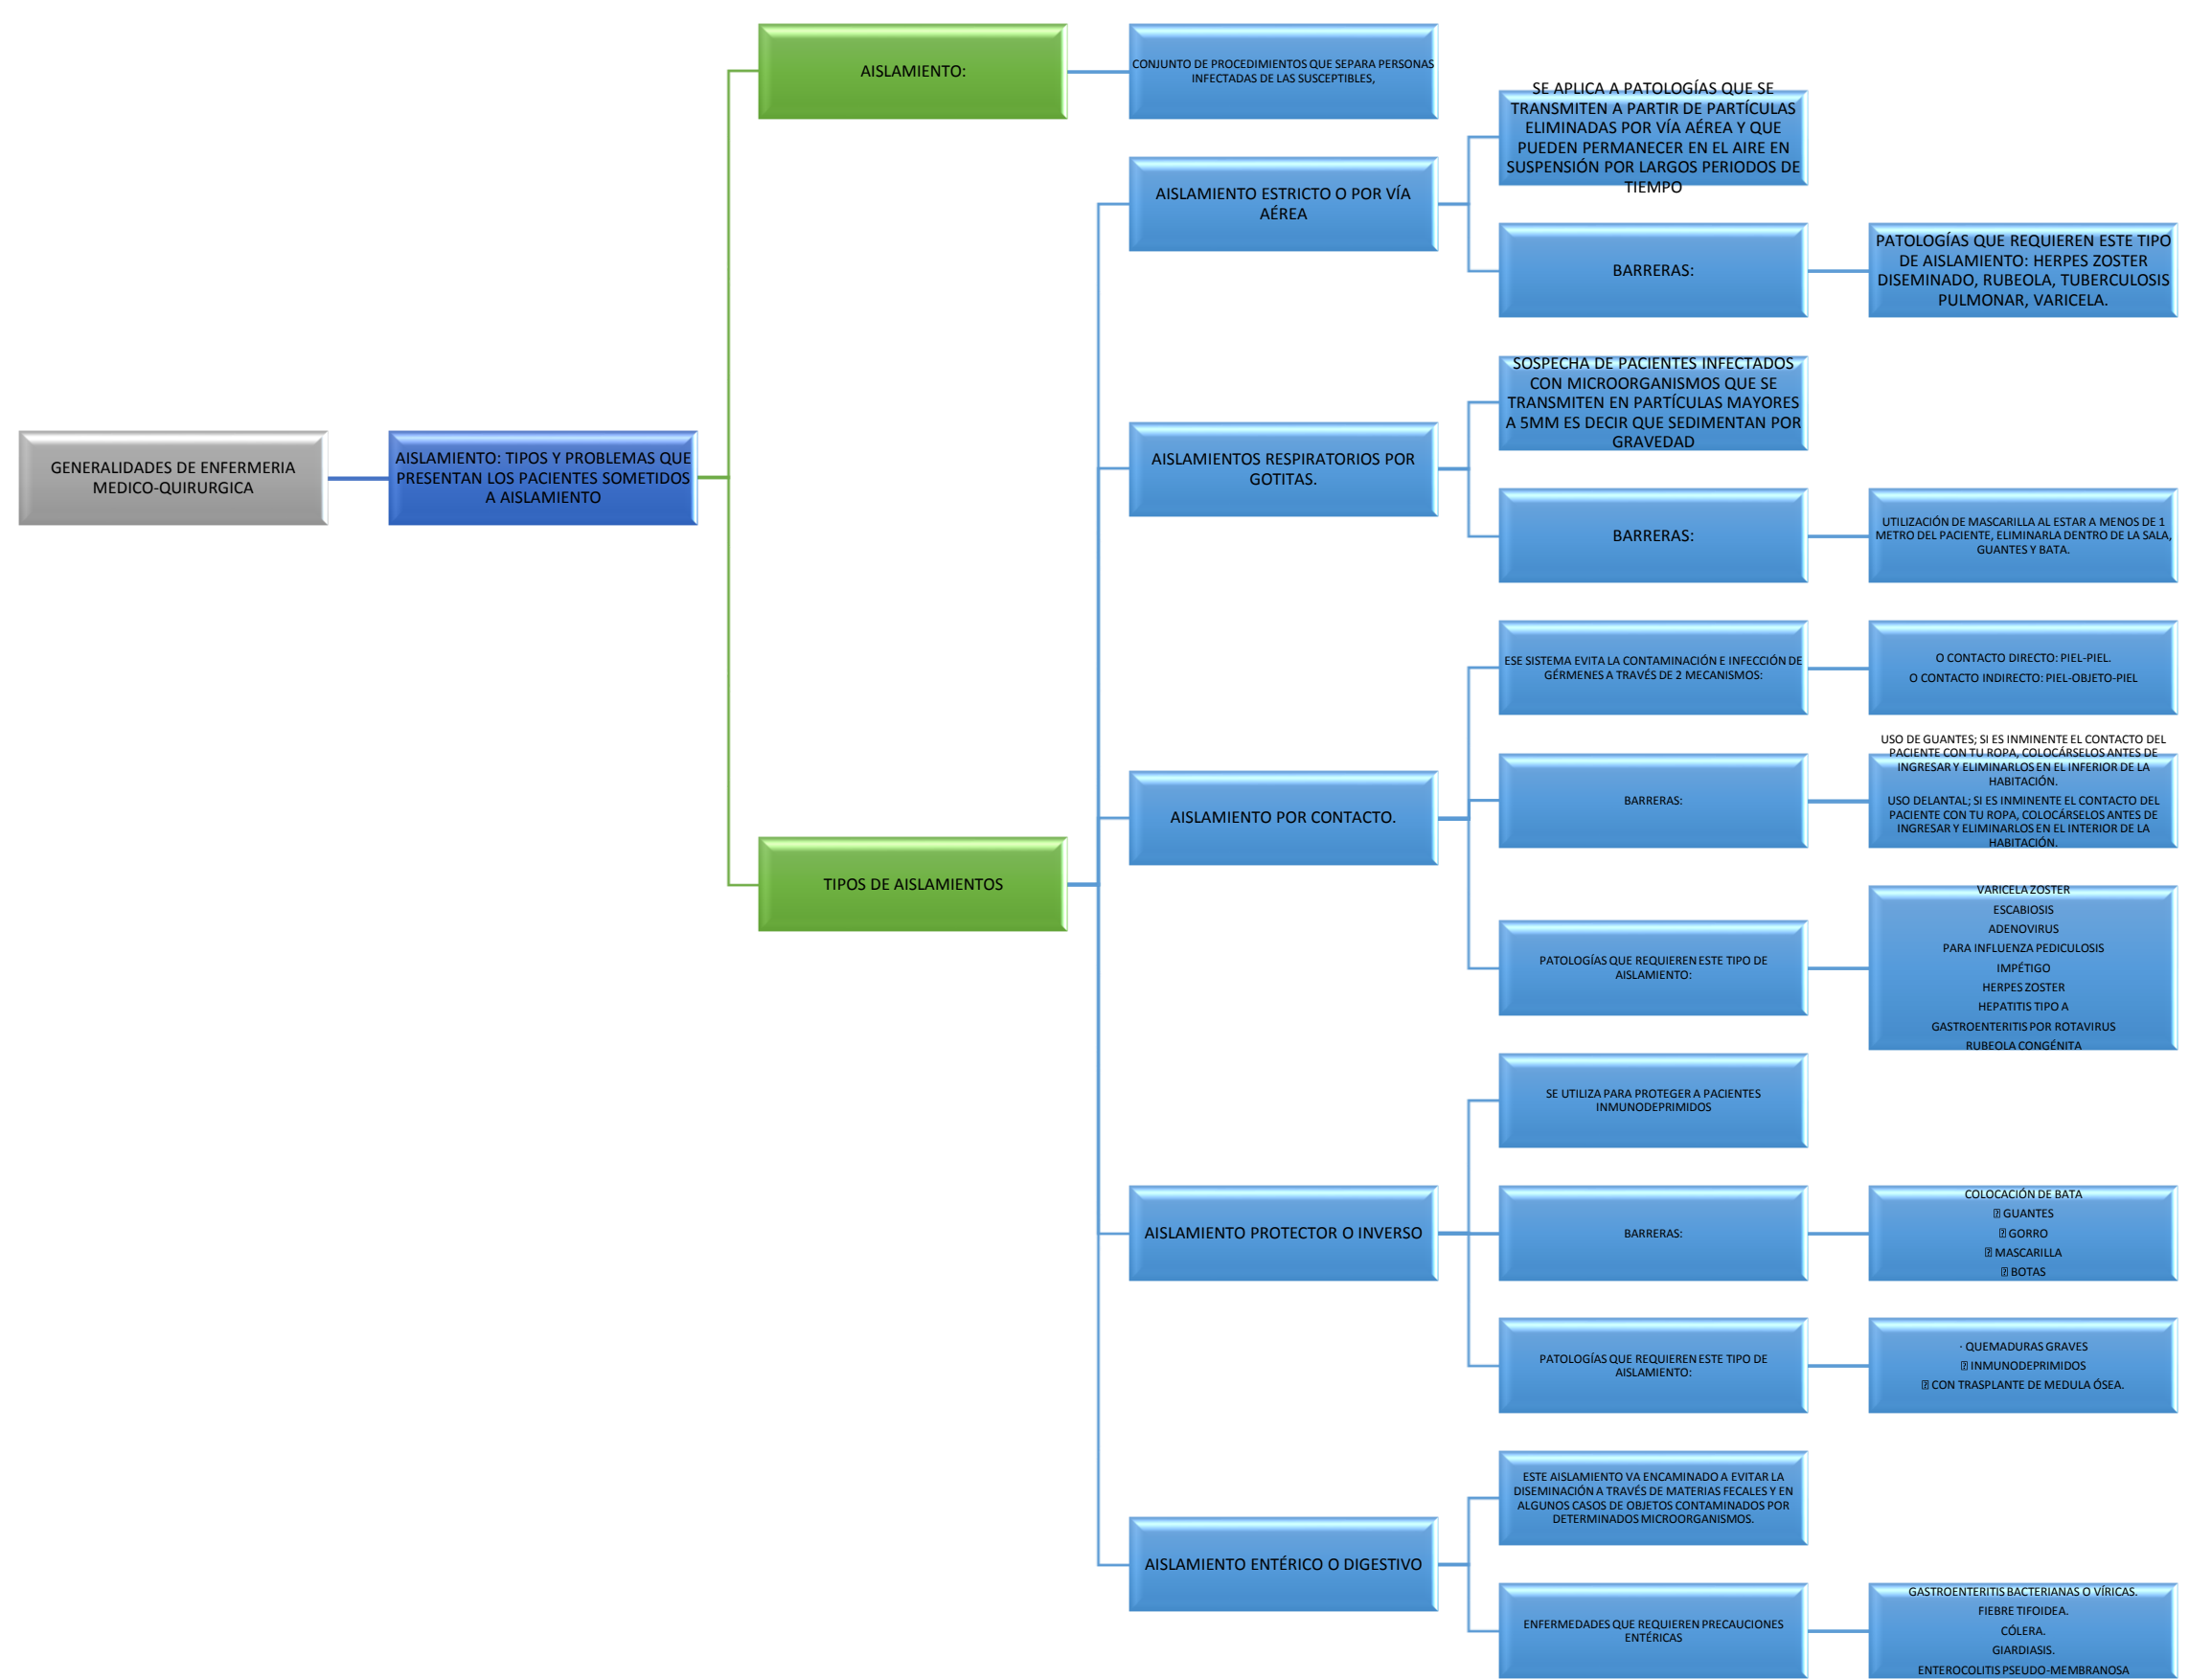 GENERALIDADES DE ENFERMERIA
MEDICO-QUIRURGICA
AISLAMIENTO: TIPOS Y PROBLEMAS QUE
PRESENTAN LOS PACIENTES SOMETIDOS
A AISLAMIENTO
AISLAMIENTO:
CONJUNTO DE PROCEDIMIENTOS QUE SEPARA PERSONAS
INFECTADAS DE LAS SUSCEPTIBLES,
TIPOS DE AISLAMIENTOS
AISLAMIENTO ESTRICTO O POR VÍA
AÉREA
SE APLICA A PATOLOGÍAS QUE SE
TRANSMITEN A PARTIR DE PARTÍCULAS
ELIMINADAS POR VÍA AÉREA Y QUE
PUEDEN PERMANECER EN EL AIRE EN
SUSPENSIÓN POR LARGOS PERIODOS DE
TIEMPO
BARRERAS:
PATOLOGÍAS QUE REQUIEREN ESTE TIPO
DE AISLAMIENTO: HERPES ZOSTER
DISEMINADO, RUBEOLA, TUBERCULOSIS
PULMONAR, VARICELA.
AISLAMIENTOS RESPIRATORIOS POR
GOTITAS.
SOSPECHA DE PACIENTES INFECTADOS
CON MICROORGANISMOS QUE SE
TRANSMITEN EN PARTÍCULAS MAYORES
A 5MM ES DECIR QUE SEDIMENTAN POR
GRAVEDAD
BARRERAS:
UTILIZACIÓN DE MASCARILLA AL ESTAR A MENOS DE 1
METRO DEL PACIENTE, ELIMINARLA DENTRO DE LA SALA,
GUANTES Y BATA.
AISLAMIENTO POR CONTACTO.
ESE SISTEMA EVITA LA CONTAMINACIÓN E INFECCIÓN DE
GÉRMENES A TRAVÉS DE 2 MECANISMOS:
O CONTACTO DIRECTO: PIEL-PIEL.
O CONTACTO INDIRECTO: PIEL-OBJETO-PIEL
BARRERAS:
USO DE GUANTES; SI ES INMINENTE EL CONTACTO DEL
PACIENTE CON TU ROPA, COLOCÁRSELOS ANTES DE
INGRESAR Y ELIMINARLOS EN EL INFERIOR DE LA
HABITACIÓN.
USO DELANTAL; SI ES INMINENTE EL CONTACTO DEL
PACIENTE CON TU ROPA, COLOCÁRSELOS ANTES DE
INGRESAR Y ELIMINARLOS EN EL INTERIOR DE LA
HABITACIÓN.
PATOLOGÍAS QUE REQUIEREN ESTE TIPO DE
AISLAMIENTO:
VARICELA ZOSTER
ESCABIOSIS
ADENOVIRUS
PARA INFLUENZA PEDICULOSIS
IMPÉTIGO
HERPES ZOSTER
HEPATITIS TIPO A
GASTROENTERITIS POR ROTAVIRUS
RUBEOLA CONGÉNITA
AISLAMIENTO PROTECTOR O INVERSO
SE UTILIZA PARA PROTEGER A PACIENTES
INMUNODEPRIMIDOS
BARRERAS:
COLOCACIÓN DE BATA
GUANTES
GORRO
MASCARILLA
BOTAS
PATOLOGÍAS QUE REQUIEREN ESTE TIPO DE
AISLAMIENTO:
· QUEMADURAS GRAVES
INMUNODEPRIMIDOS
CON TRASPLANTE DE MEDULA ÓSEA.
AISLAMIENTO ENTÉRICO O DIGESTIVO
ESTE AISLAMIENTO VA ENCAMINADO A EVITAR LA
DISEMINACIÓN A TRAVÉS DE MATERIAS FECALES Y EN
ALGUNOS CASOS DE OBJETOS CONTAMINADOS POR
DETERMINADOS MICROORGANISMOS.
ENFERMEDADES QUE REQUIEREN PRECAUCIONES
ENTÉRICAS
GASTROENTERITIS BACTERIANAS O VÍRICAS.
FIEBRE TIFOIDEA.
CÓLERA.
GIARDIASIS.
ENTEROCOLITIS PSEUDO-MEMBRANOSA